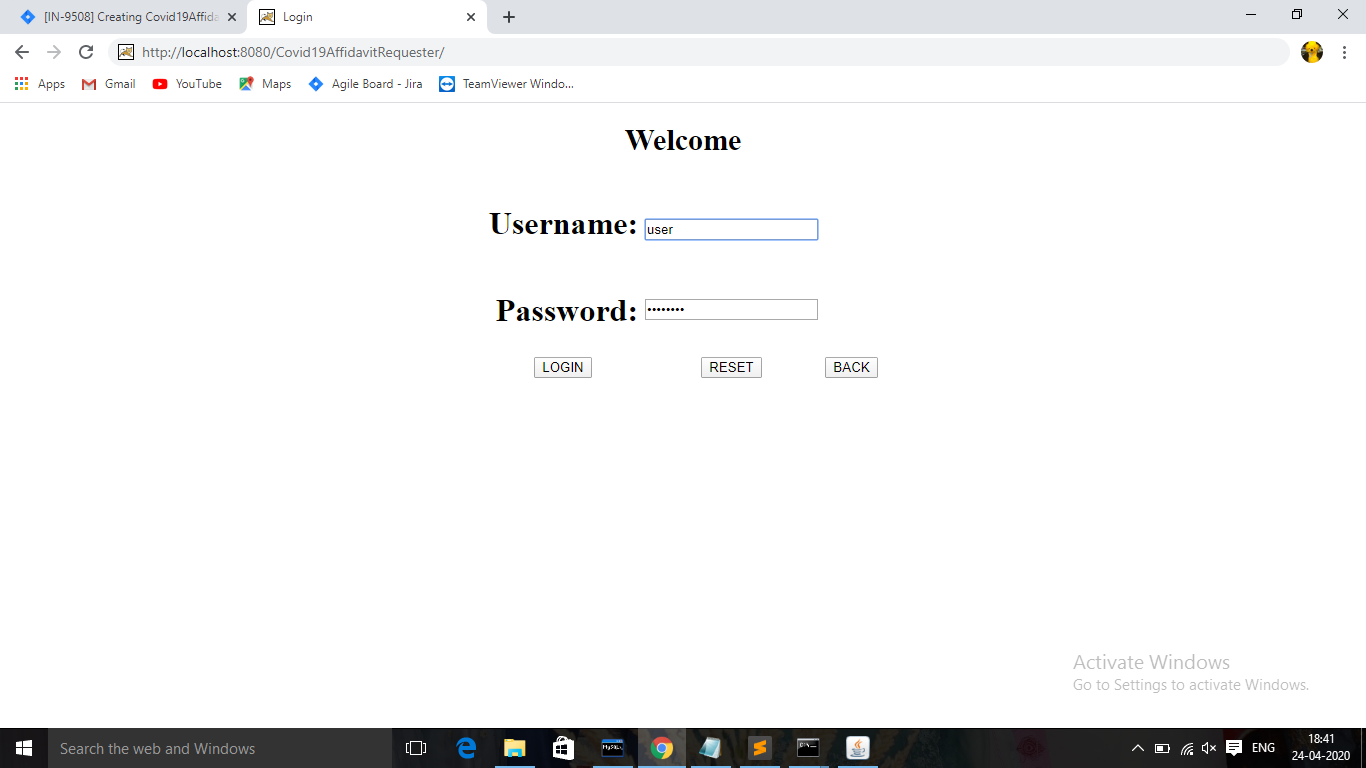 [IN-9508] Creating Covid19Affida
Login
http://localhost:8080/Covid19AffidavitRequester/
Apps Gmail YouTube Maps Agile Board - Jira TeamViewer Windo...
Welcome
Username: user
Password: ••••••••
LOGIN RESET BACK
Activate Windows
Go to Settings to activate Windows.
Search the web and Windows
MySQL
C:\.
ENG
18:41
24-04-2020